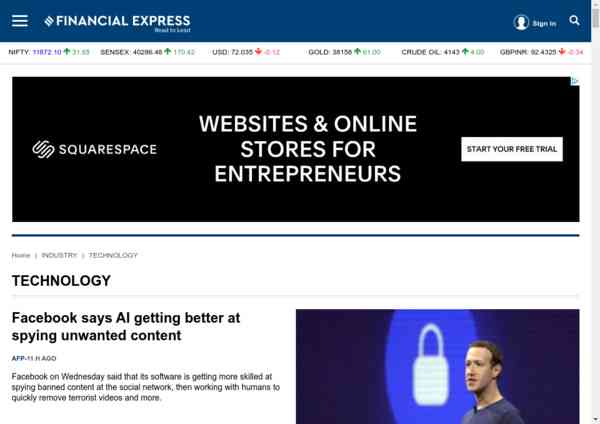 FINANCIAL EXPRESS
Read to Lead
Sign in
NIFTY: 11872.10 31.65 SENSEX: 40286.48 170.42 USD: 72.035 -0.12 GOLD: 38156 61.00 CRUDE OIL: 4143 4.00 GBPINR: 92.4325 -0.34
SQUARESPACE
WEBSITES & ONLINE
STORES FOR
ENTREPRENEURS
START YOUR FREE TRIAL
Home | INDUSTRY \ TECHNOLOGY
TECHNOLOGY
Facebook says AI getting better at
spying unwanted content
AFP-11 H AGO
Facebook on Wednesday said that its software is getting more skilled at
spying banned content at the social network, then working with humans to
quickly remove terrorist videos and more.